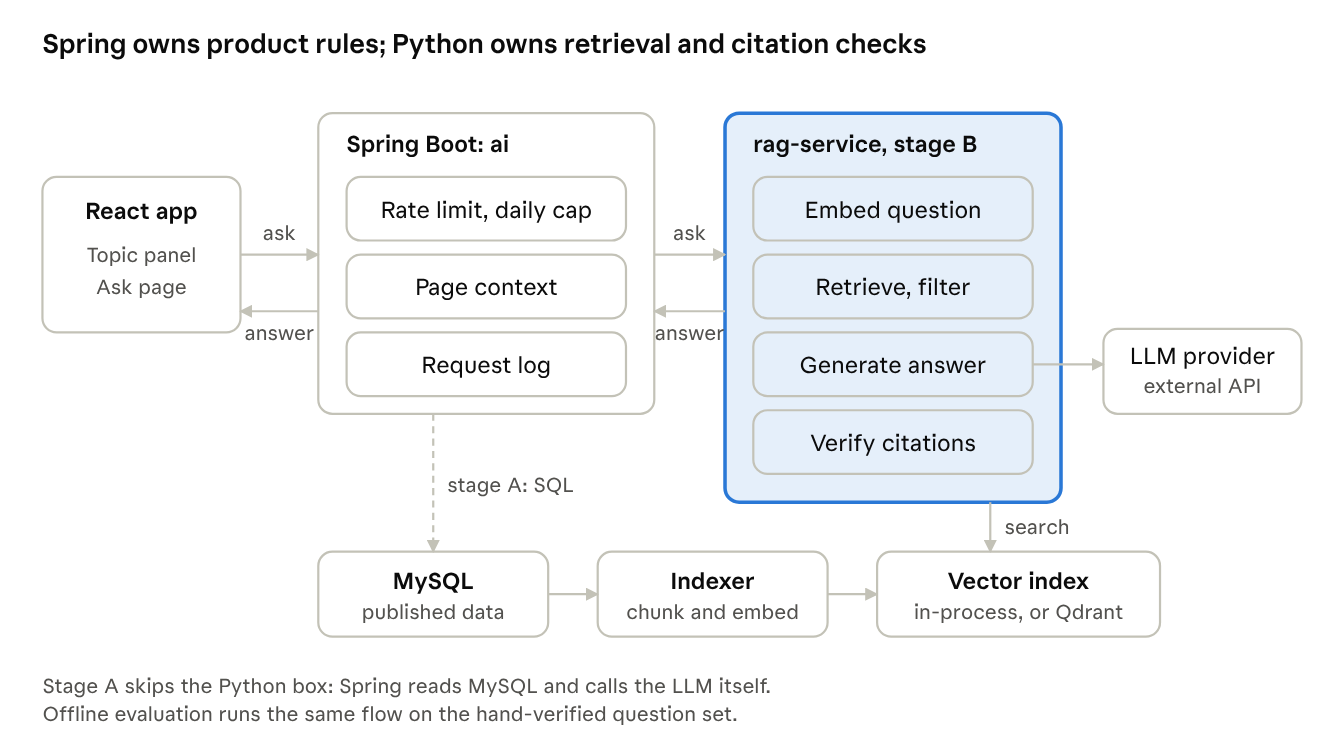 Spring owns product rules; Python owns retrieval and citation checks
React app
Topic panel
Ask page
ask
answer
Spring Boot: ai
Rate limit, daily cap
Page context
Request log
ask
answer
rag-service, stage B
Embed question
Retrieve, filter
Generate answer
Verify citations
LLM provider
external API
stage A: SQL
search
MySQL
published data
Indexer
chunk and embed
Vector index
in-process, or Qdrant
Stage A skips the Python box: Spring reads MySQL and calls the LLM itself.
Offline evaluation runs the same flow on the hand-verified question set.